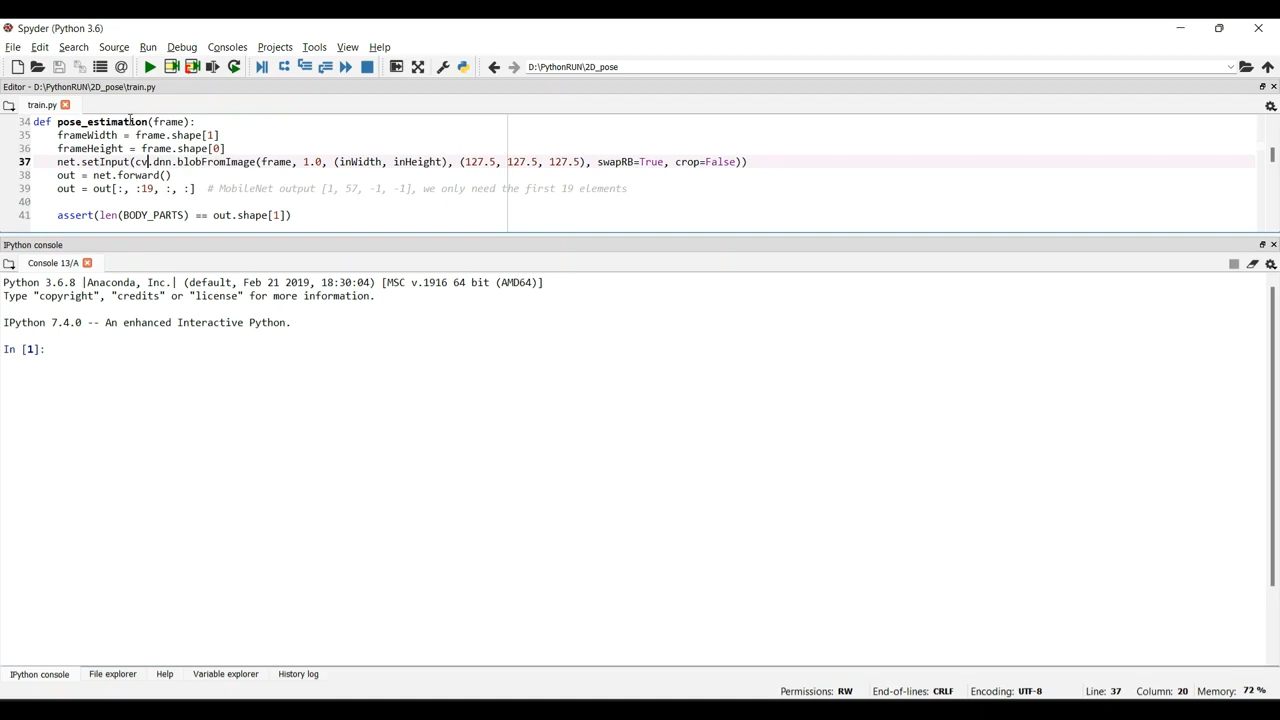 Spyder (Python 3.6)
File Edit Search Source Run Debug Consoles Projects Tools View Help
D:\PythonRUN\2D_pose
Editor - D:\PythonRUN\2D_pose\train.py
train.py
34 def pose_estimation(frame):
35 frameWidth = frame.shape[1]
36 frameHeight = frame.shape[0]
37 net.setInput(cv.dnn.blobFromImage(frame, 1.0, (inWidth, inHeight), (127.5, 127.5, 127.5), swapRB=True, crop=False))
38 out = net.forward()
39 out = out[:, :19, :, :] # MobileNet output [1, 57, -1, -1], we only need the first 19 elements
40
41 assert(len(BODY_PARTS) == out.shape[1])
IPython console
Console 13/A
Python 3.6.8 |Anaconda, Inc.| (default, Feb 21 2019, 18:30:04) [MSC v.1916 64 bit (AMD64)]
Type "copyright", "credits" or "license" for more information.
IPython 7.4.0 -- An enhanced Interactive Python.
In [1]:
IPython console File explorer Help Variable explorer History log
Permissions: RW End-of-lines: CRLF Encoding: UTF-8 Line: 37 Column: 20 Memory: 72 %